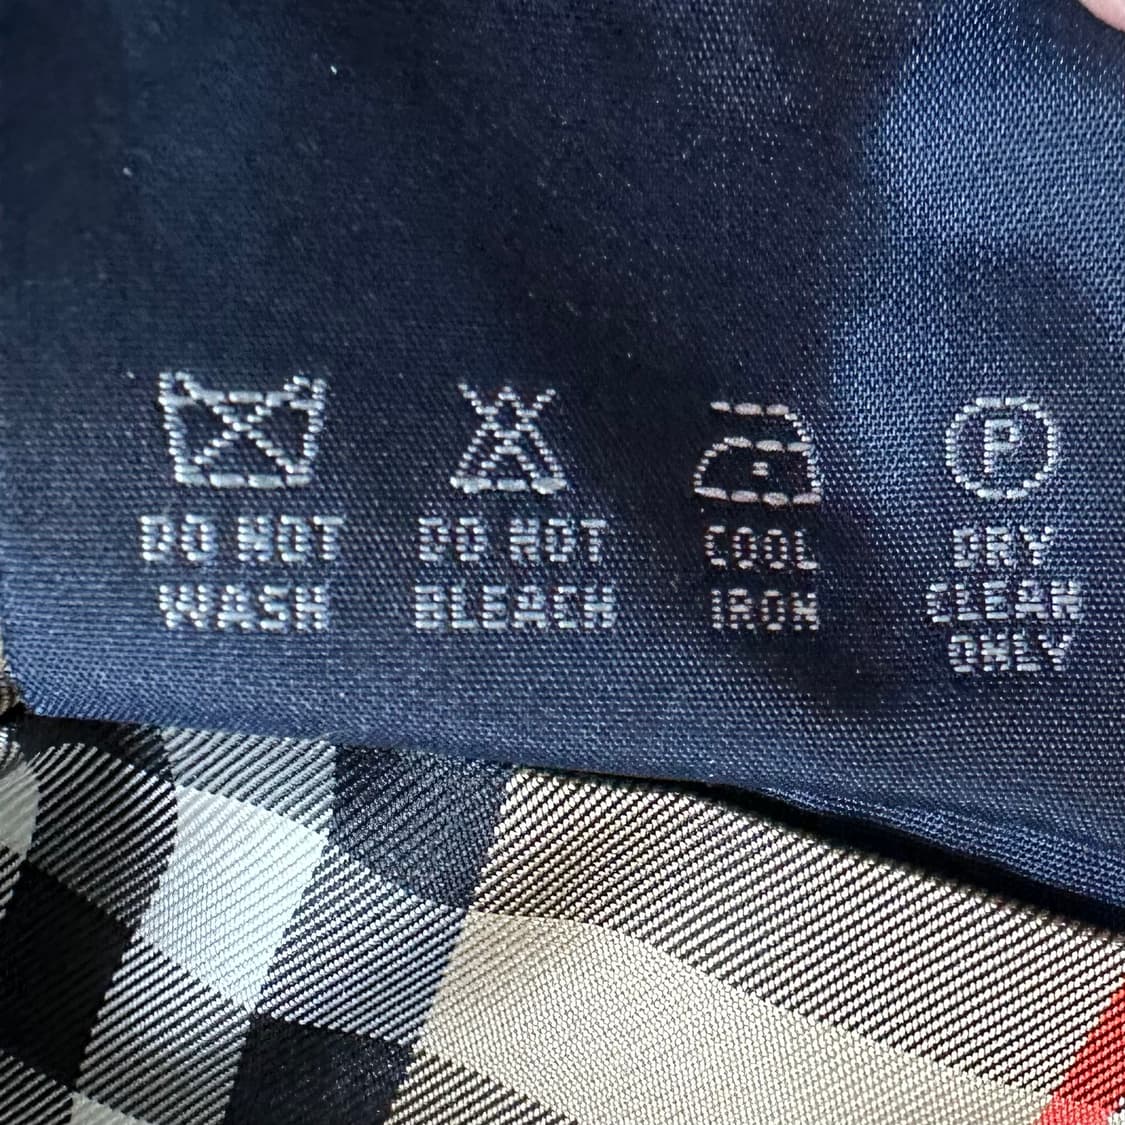 P
DO NOT
WASH
DO NOT
BLEACH
COOL
IRON
DRY
CLEAN
ONLY